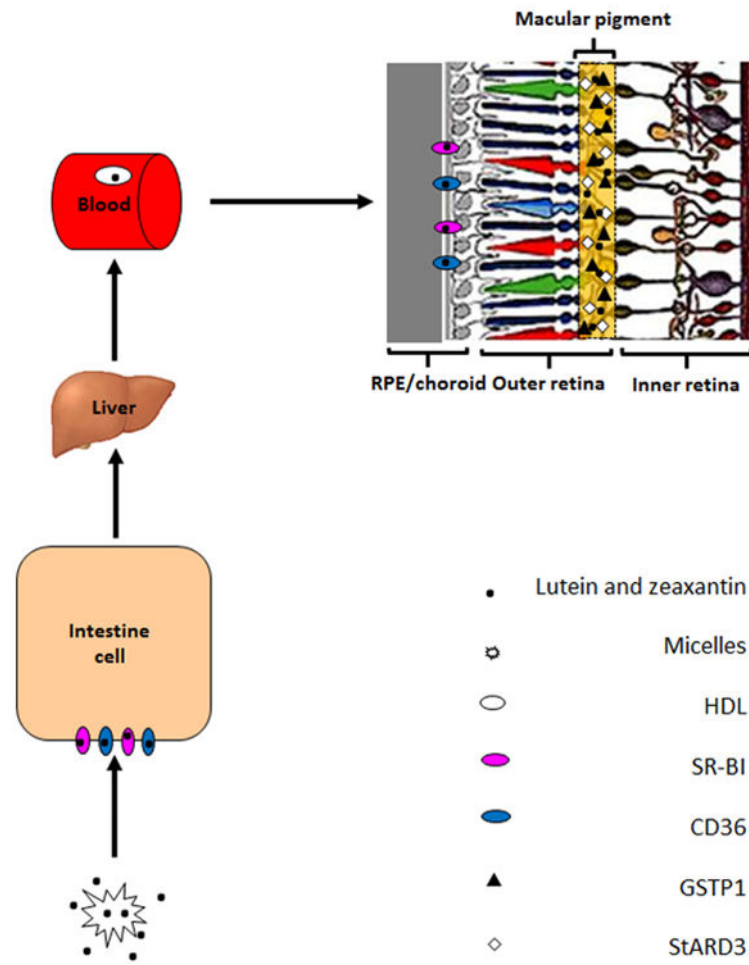 Macular pigment
Blood
RPE/choroid Outer retina Inner retina
Liver
Intestine
cell
Lutein and zeaxantin
Micelles
HDL
SR-BI
CD36
GSTP1
StARD3